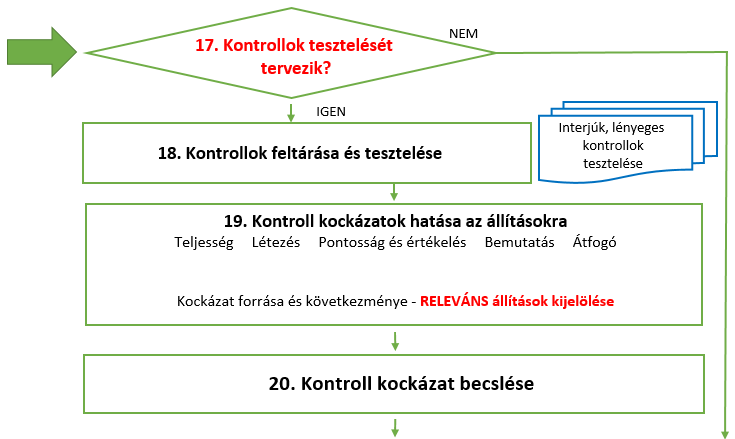 17. Kontrollok tesztelését
tervezik?
NEM
IGEN
18. Kontrollok feltárása és tesztelése
Interjúk, lényeges
kontrollok
tesztelése
19. Kontroll kockázatok hatása az állításokra
Teljesség Létezés Pontosság és értékelés Bemutatás Átfogó
Kockázat forrása és következménye - RELEVÁNS állítások kijelölése
20. Kontroll kockázat becslése